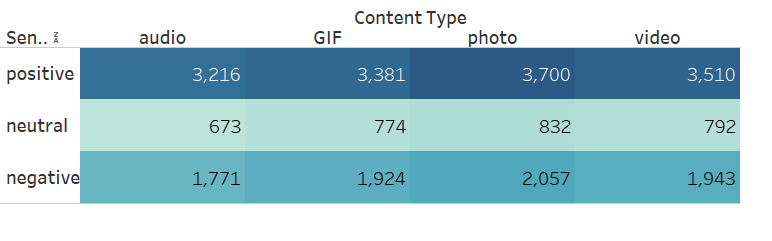 Content Type
Sen.. audio GIF photo video
positive 3,216 3,381 3,700 3,510
neutral 673 774 832 792
negative 1,771 1,924 2,057 1,943